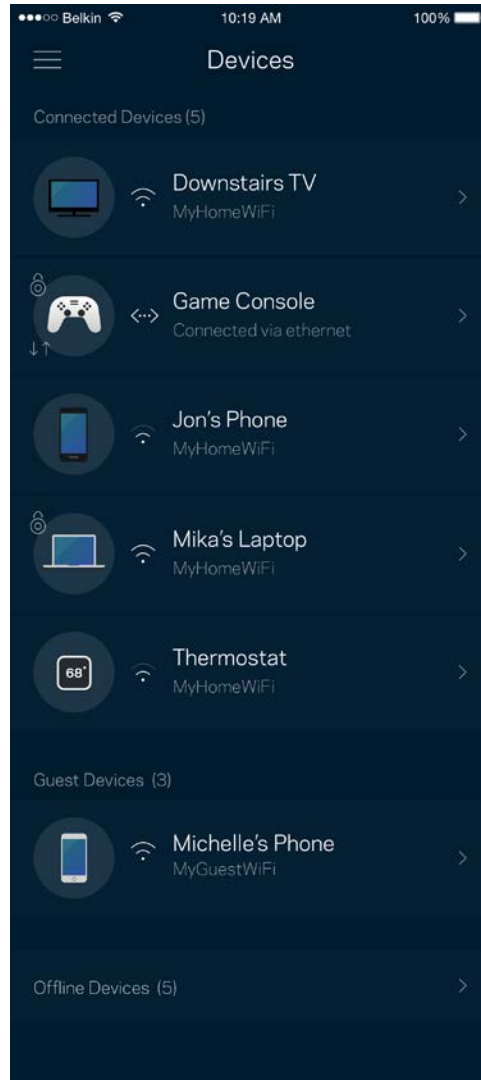 Belkin 10:19 AM 100%
Devices
Connected Devices (5)
Downstairs TV
MyHomeWiFi
Game Console
Connected via ethernet
Jon's Phone
MyHomeWiFi
Mika's Laptop
MyHomeWiFi
68°
Thermostat
MyHomeWiFi
Guest Devices (3)
Michelle's Phone
MyGuestWiFi
Offline Devices (5)